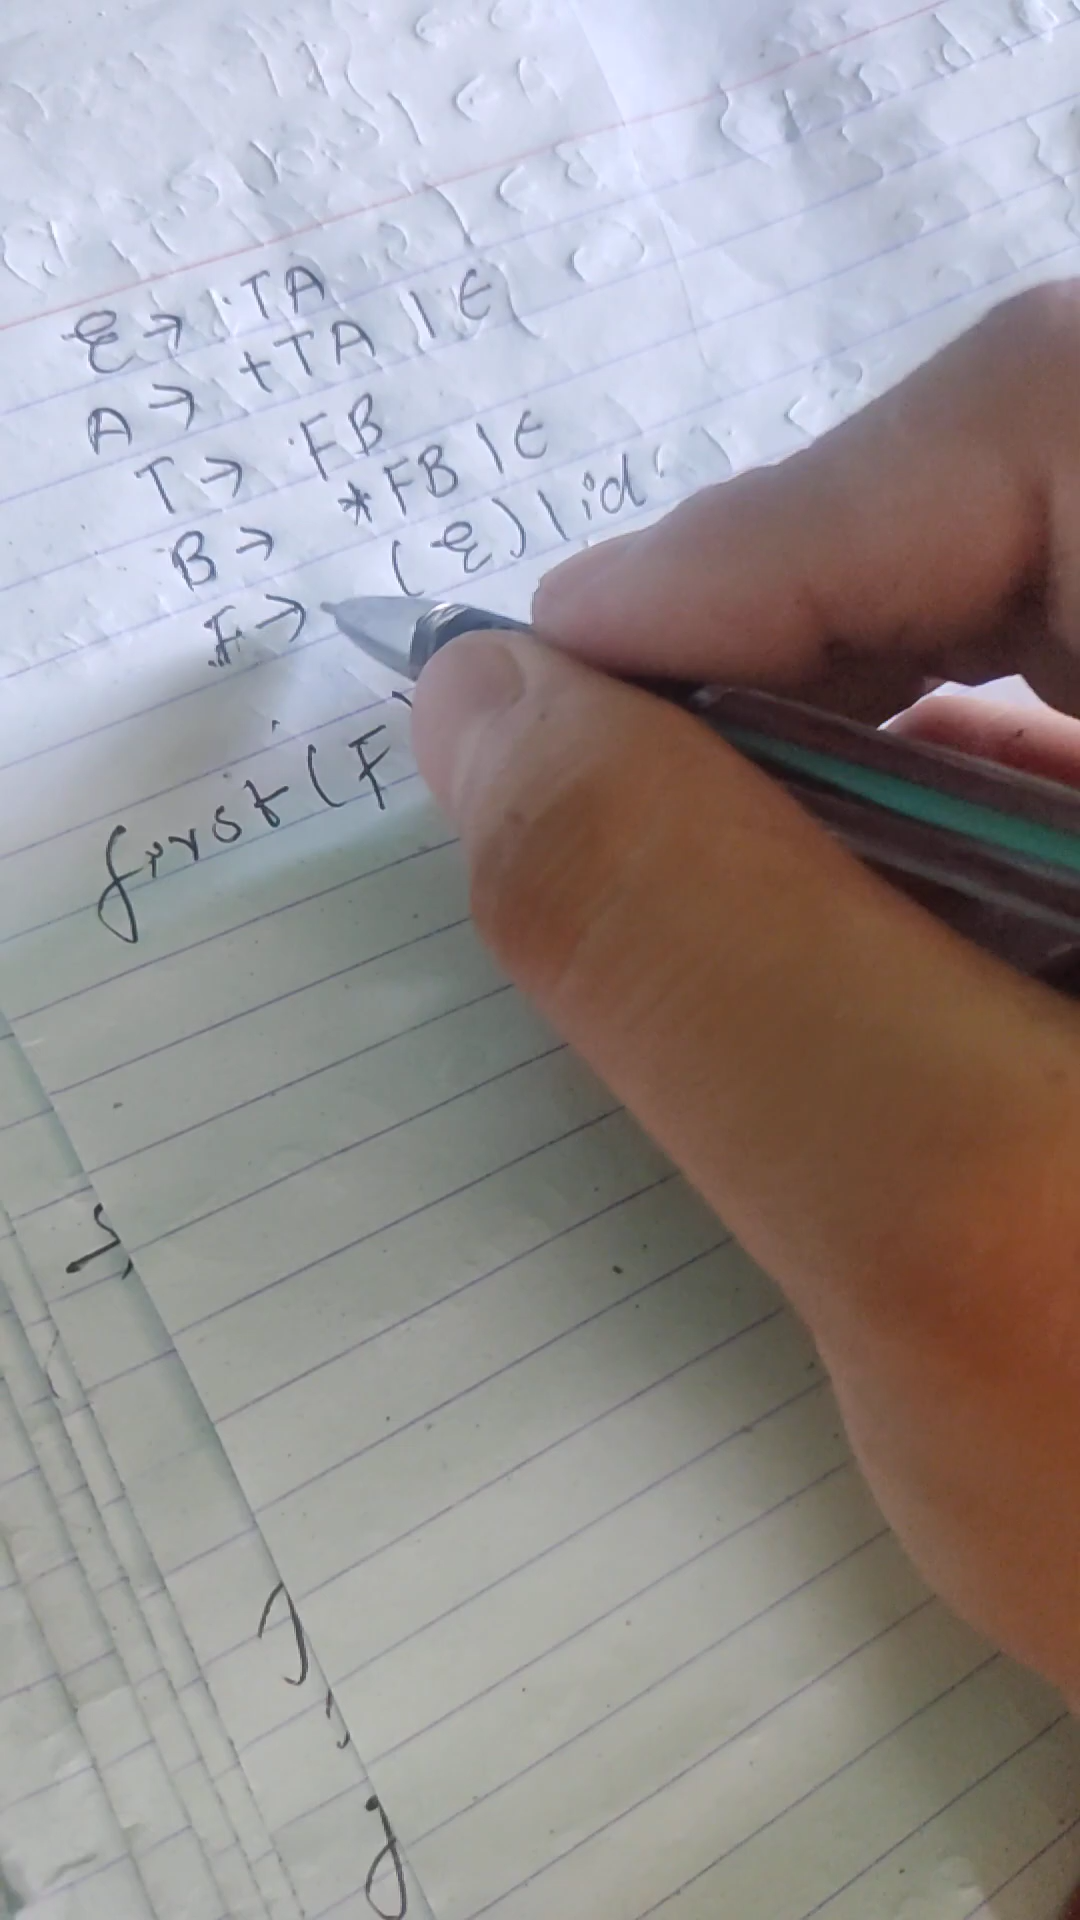 E → TA
A → +TA | ϵ
T → FB
B → *FB | ϵ
F → (E) | id
first(F)